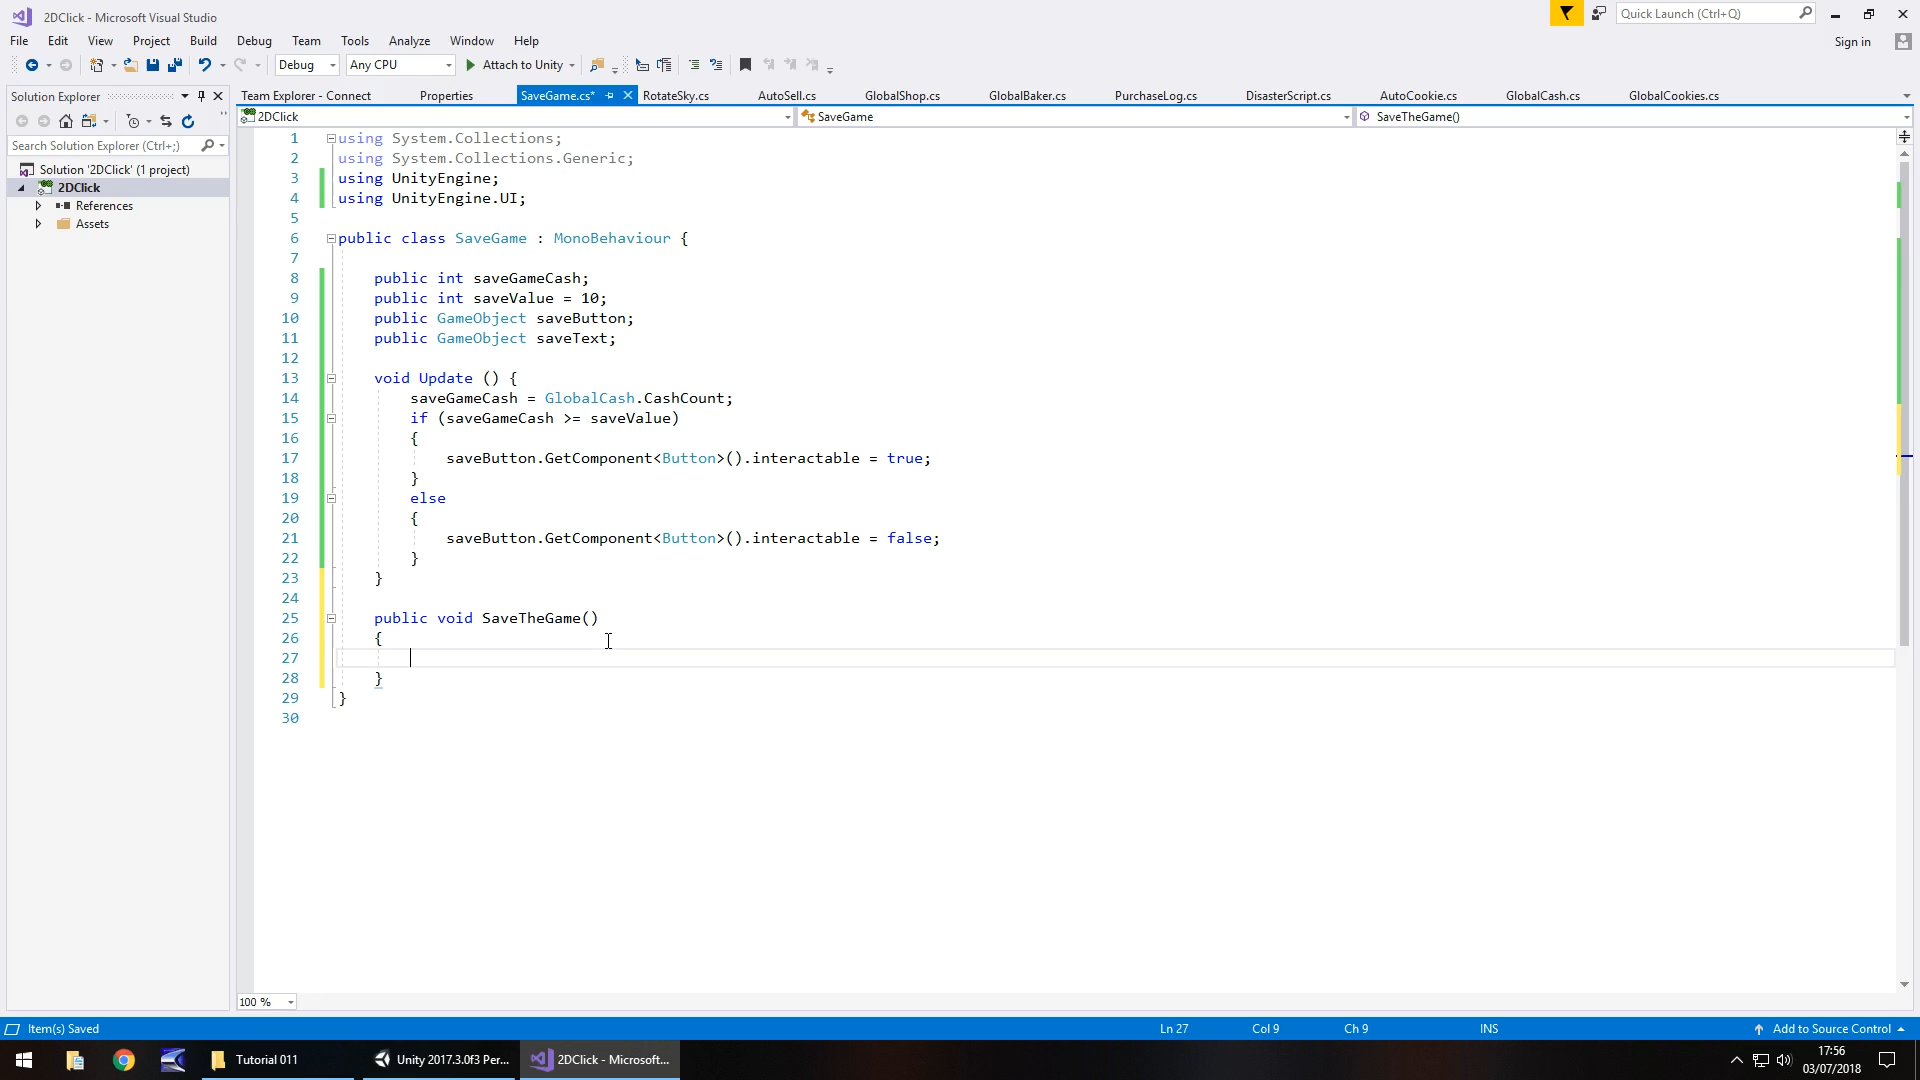 2DClick - Microsoft Visual Studio
Quick Launch (Ctrl+Q)
File Edit View Project Build Debug Team Tools Analyze Window Help
Sign in
Debug Any CPU Attach to Unity
Solution Explorer
Team Explorer - Connect Properties SaveGame.cs* RotateSky.cs AutoSell.cs GlobalShop.cs GlobalBaker.cs PurchaseLog.cs DisasterScript.cs AutoCookie.cs GlobalCash.cs GlobalCookies.cs
2DClick SaveGame SaveTheGame()
Search Solution Explorer (Ctrl+;)
Solution '2DClick' (1 project)
2DClick
References
Assets
1 using System.Collections;
2 using System.Collections.Generic;
3 using UnityEngine;
4 using UnityEngine.UI;
5
6 public class SaveGame : MonoBehaviour {
7
8 public int saveGameCash;
9 public int saveValue = 10;
10 public GameObject saveButton;
11 public GameObject saveText;
12
13 void Update () {
14 saveGameCash = GlobalCash.CashCount;
15 if (saveGameCash >= saveValue)
16 {
17 saveButton.GetComponent<Button>().interactable = true;
18 }
19 else
20 {
21 saveButton.GetComponent<Button>().interactable = false;
22 }
23 }
24
25 public void SaveTheGame()
26 {
27
28 }
29 }
30
100 %
Item(s) Saved Ln 27 Col 9 Ch 9 INS Add to Source Control
Tutorial 011 Unity 2017.3.0f3 Per... 2DClick - Microsoft...
17:56
03/07/2018